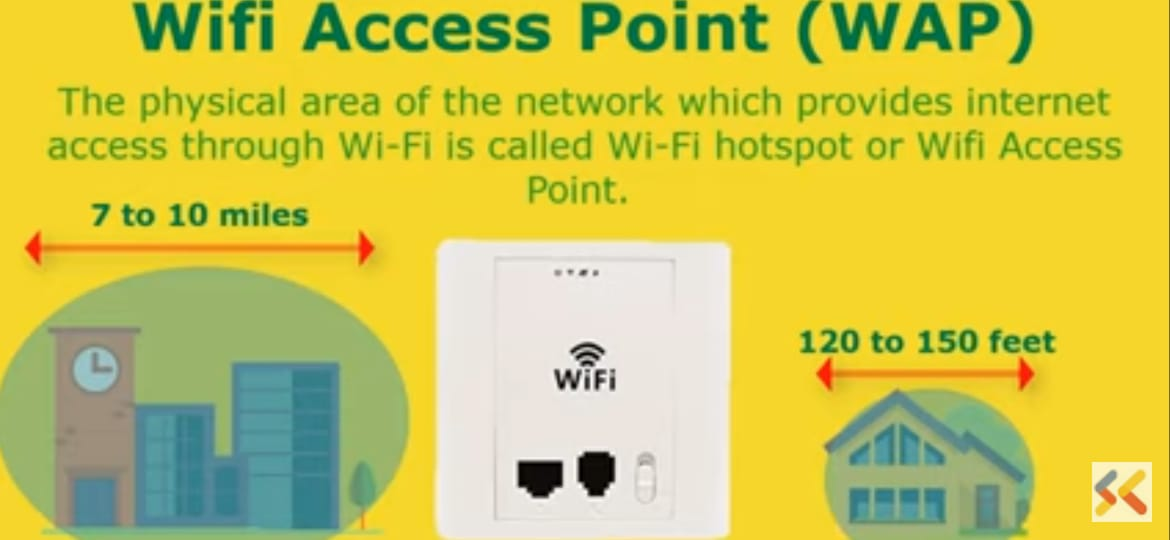 Wifi Access Point (WAP)
The physical area of the network which provides internet
access through Wi-Fi is called Wi-Fi hotspot or Wifi Access
Point.
7 to 10 miles
120 to 150 feet
WiFi